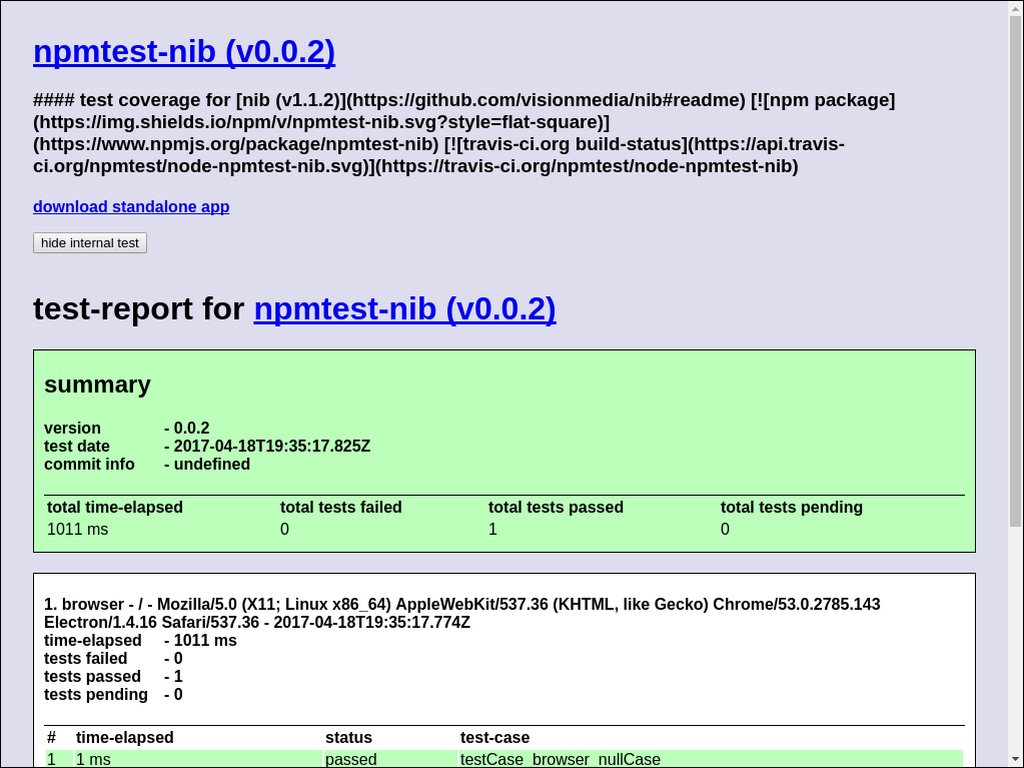 npmtest-nib (v0.0.2)
#### test coverage for [nib (v1.1.2)](https://github.com/visionmedia/nib#readme) [![npm package]
(https://img.shields.io/npm/v/npmtest-nib.svg?style=flat-square)]
(https://www.npmjs.org/package/npmtest-nib) [![travis-ci.org build-status](https://api.travis-
ci.org/npmtest/node-npmtest-nib.svg)](https://travis-ci.org/npmtest/node-npmtest-nib)
download standalone app
hide internal test
test-report for npmtest-nib (v0.0.2)
summary
version - 0.0.2
test date - 2017-04-18T19:35:17.825Z
commit info - undefined
total time-elapsed total tests failed total tests passed total tests pending
1011 ms 0 1 0
1. browser - / - Mozilla/5.0 (X11; Linux x86_64) AppleWebKit/537.36 (KHTML, like Gecko) Chrome/53.0.2785.143
Electron/1.4.16 Safari/537.36 - 2017-04-18T19:35:17.774Z
time-elapsed - 1011 ms
tests failed - 0
tests passed - 1
tests pending - 0
# time-elapsed status test-case
1 1 ms passed testCase_browser_nullCase